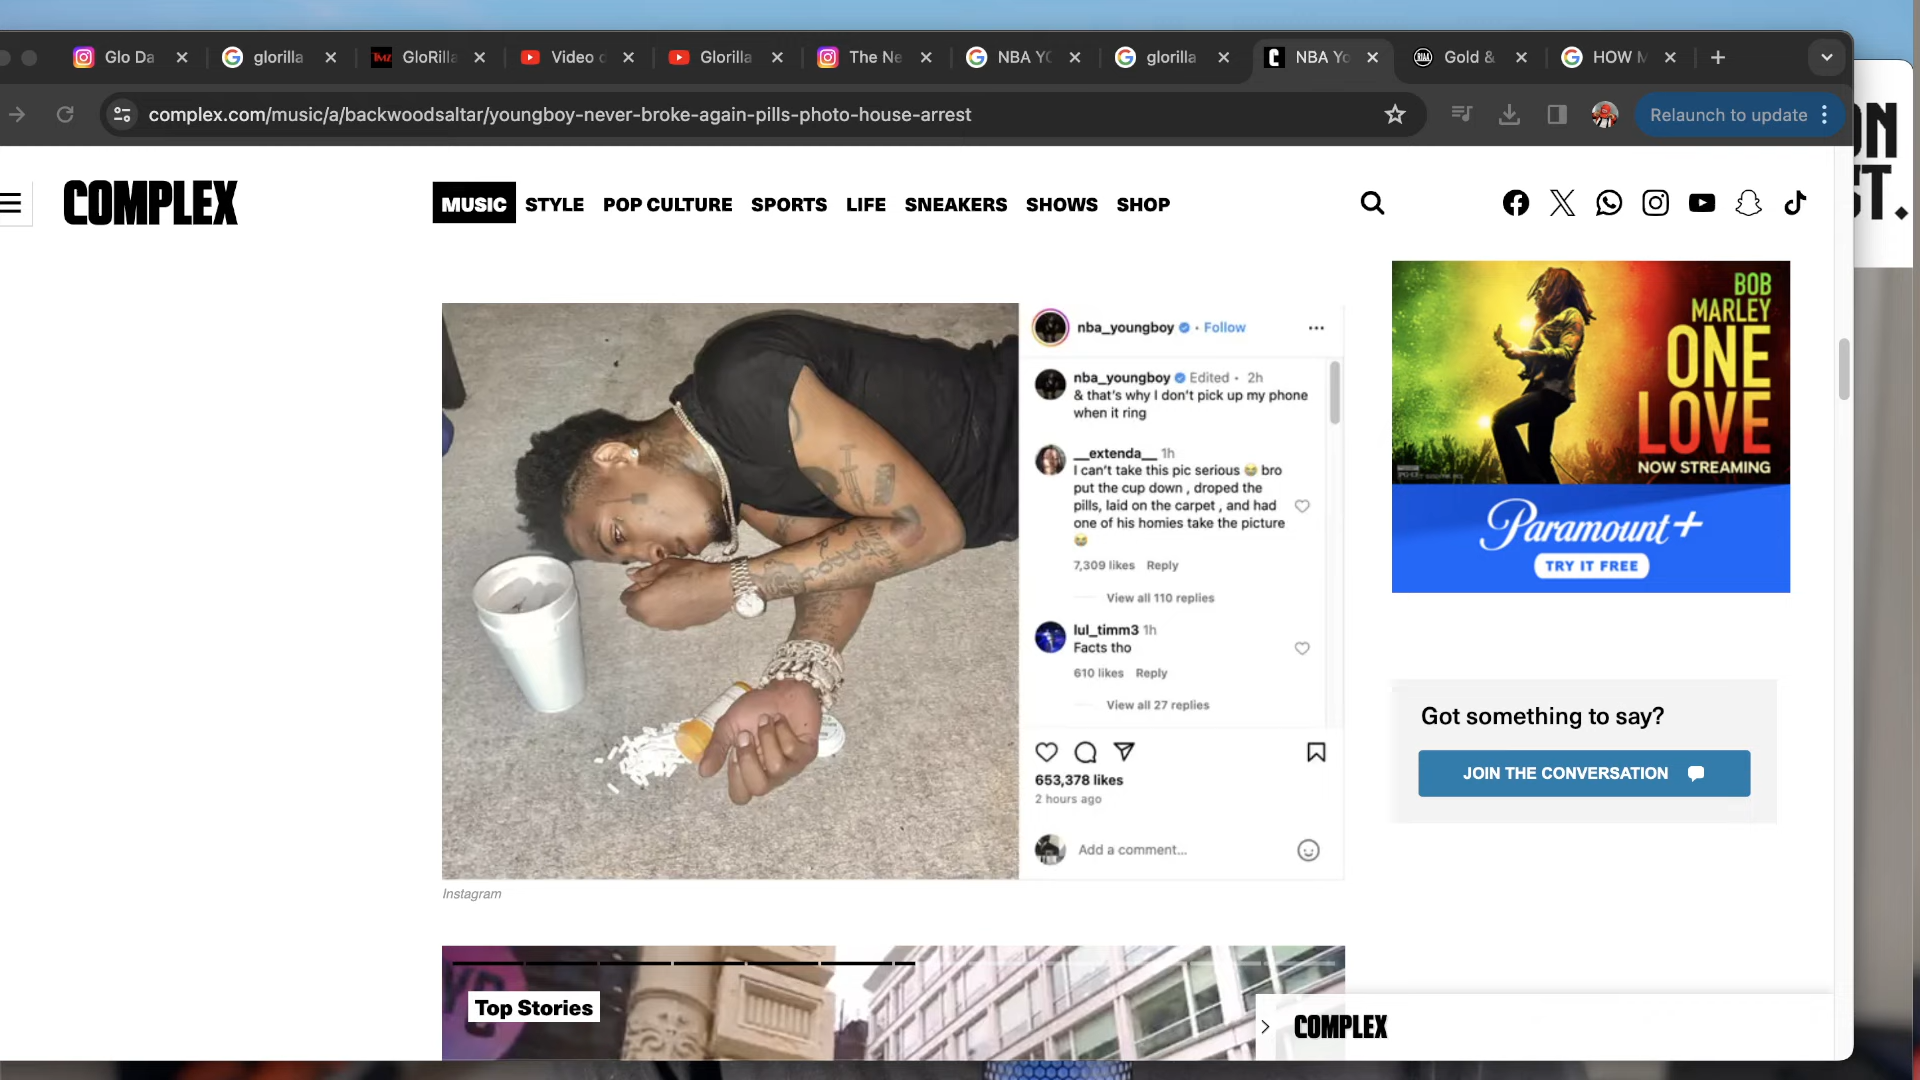 Glo Da
glorilla
GloRilla
Video
Glorilla
The Ne
NBA YO
glorilla
NBA Yo
Gold &
HOW
complex.com/music/a/backwoodsaltar/youngboy-never-broke-again-pills-photo-house-arrest
Relaunch to update
COMPLEX
MUSIC STYLE POP CULTURE SPORTS LIFE SNEAKERS SHOWS SHOP
nba_youngboy • Follow
nba_youngboy Edited • 2h
& that's why I don't pick up my phone
when it ring
__extenda__ 1h
I can't take this pic serious 😂 bro
put the cup down , droped the
pills, laid on the carpet , and had
one of his homies take the picture
😂
7,309 likes Reply
View all 110 replies
lul_timm3 1h
Facts tho
610 likes Reply
View all 27 replies
653,378 likes
2 hours ago
Add a comment...
Instagram
BOB
MARLEY
ONE
LOVE
NOW STREAMING
Paramount+
TRY IT FREE
Got something to say?
JOIN THE CONVERSATION
Top Stories
COMPLEX